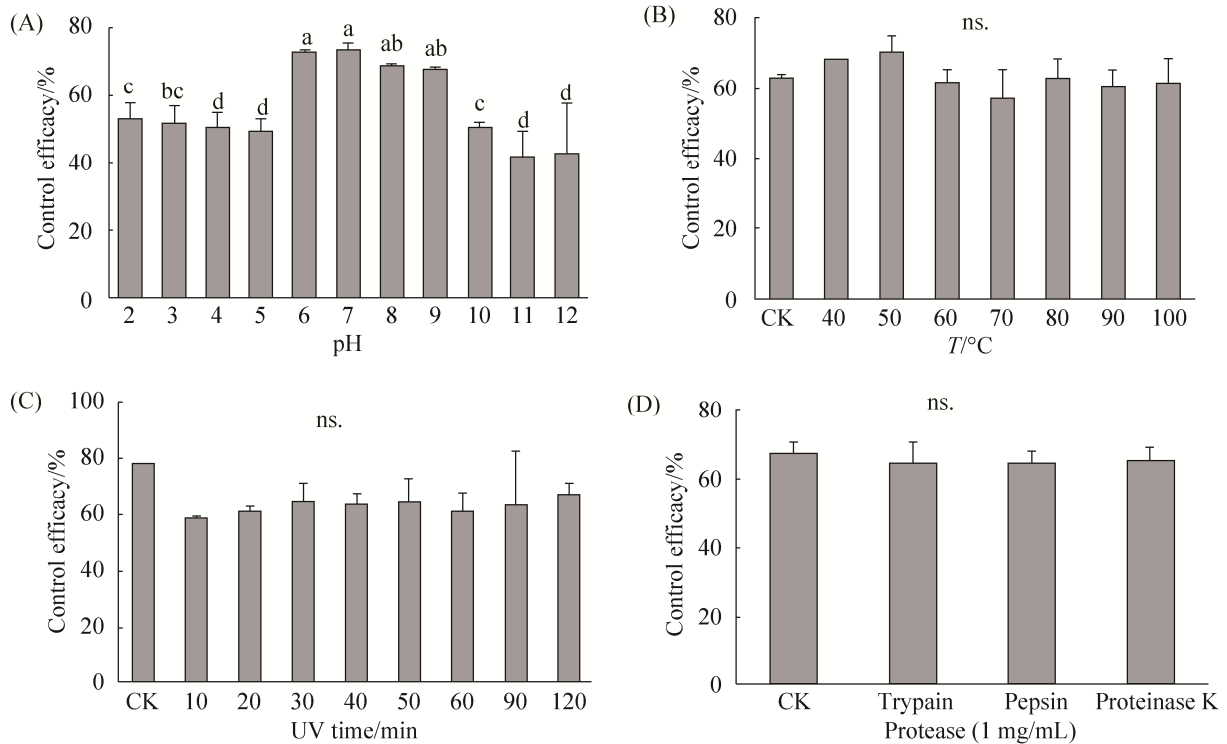 (A)
Control efficacy/%
80
60
40
20
0
c bc d d a a ab ab c d d
2 3 4 5 6 7 8 9 10 11 12
pH
(B)
Control efficacy/%
80
60
40
20
0
ns.
CK 40 50 60 70 80 90 100
T/°C
(C)
Control efficacy/%
100
80
60
40
20
0
ns.
CK 10 20 30 40 50 60 90 120
UV time/min
(D)
Control efficacy/%
80
60
40
20
0
ns.
CK Trypain Pepsin Proteinase K
Protease (1 mg/mL)